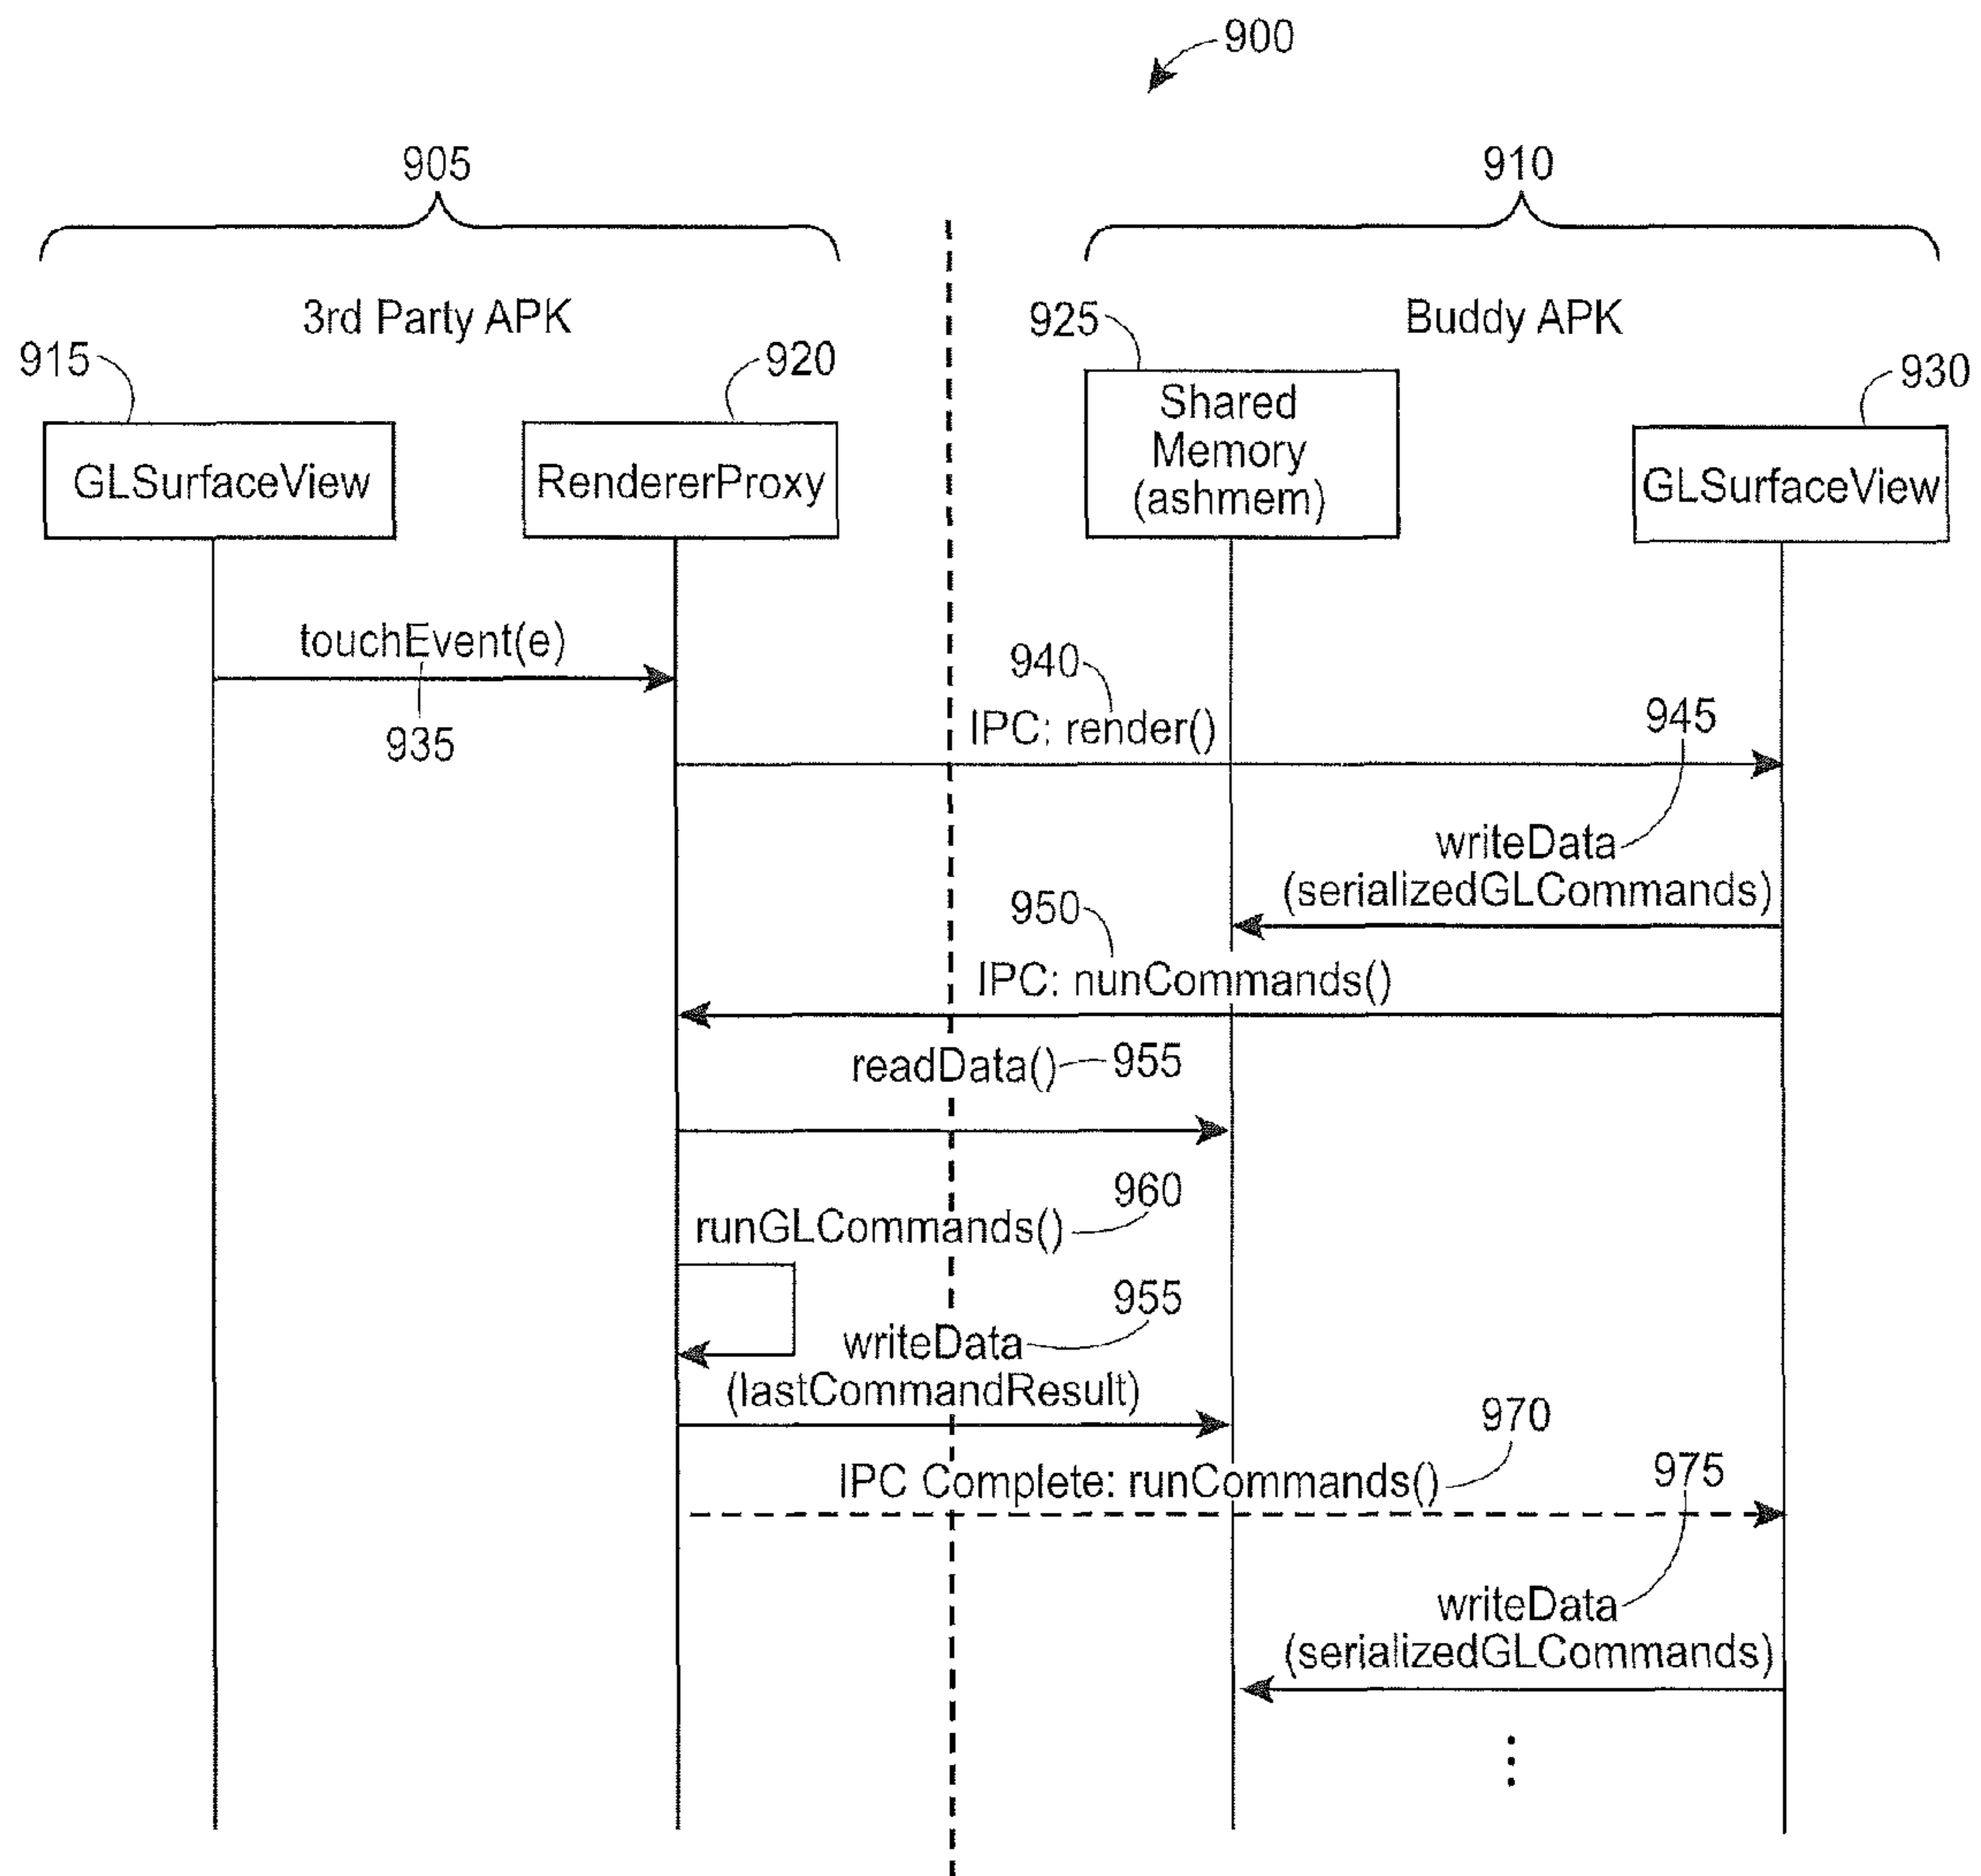 900
905
910
3rd Party APK
Buddy APK
915
920
925
930
GLSurfaceView
RendererProxy
Shared
Memory
(ashmem)
GLSurfaceView
touchEvent(e)
935
940
IPC: render()
945
writeData
(serializedGLCommands)
950
IPC: nunCommands()
readData()
955
960
runGLCommands()
955
writeData
(lastCommandResult)
970
IPC Complete: runCommands()
975
writeData
(serializedGLCommands)